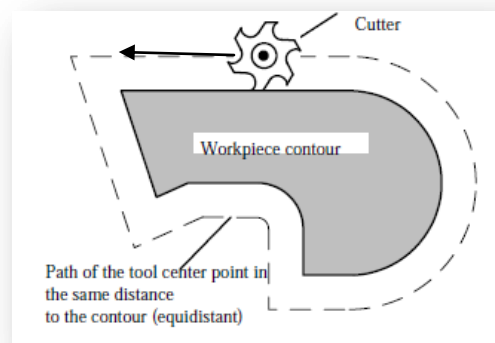 Cutter
Workpiece contour
Path of the tool center point in
the same distance
to the contour (equidistant)